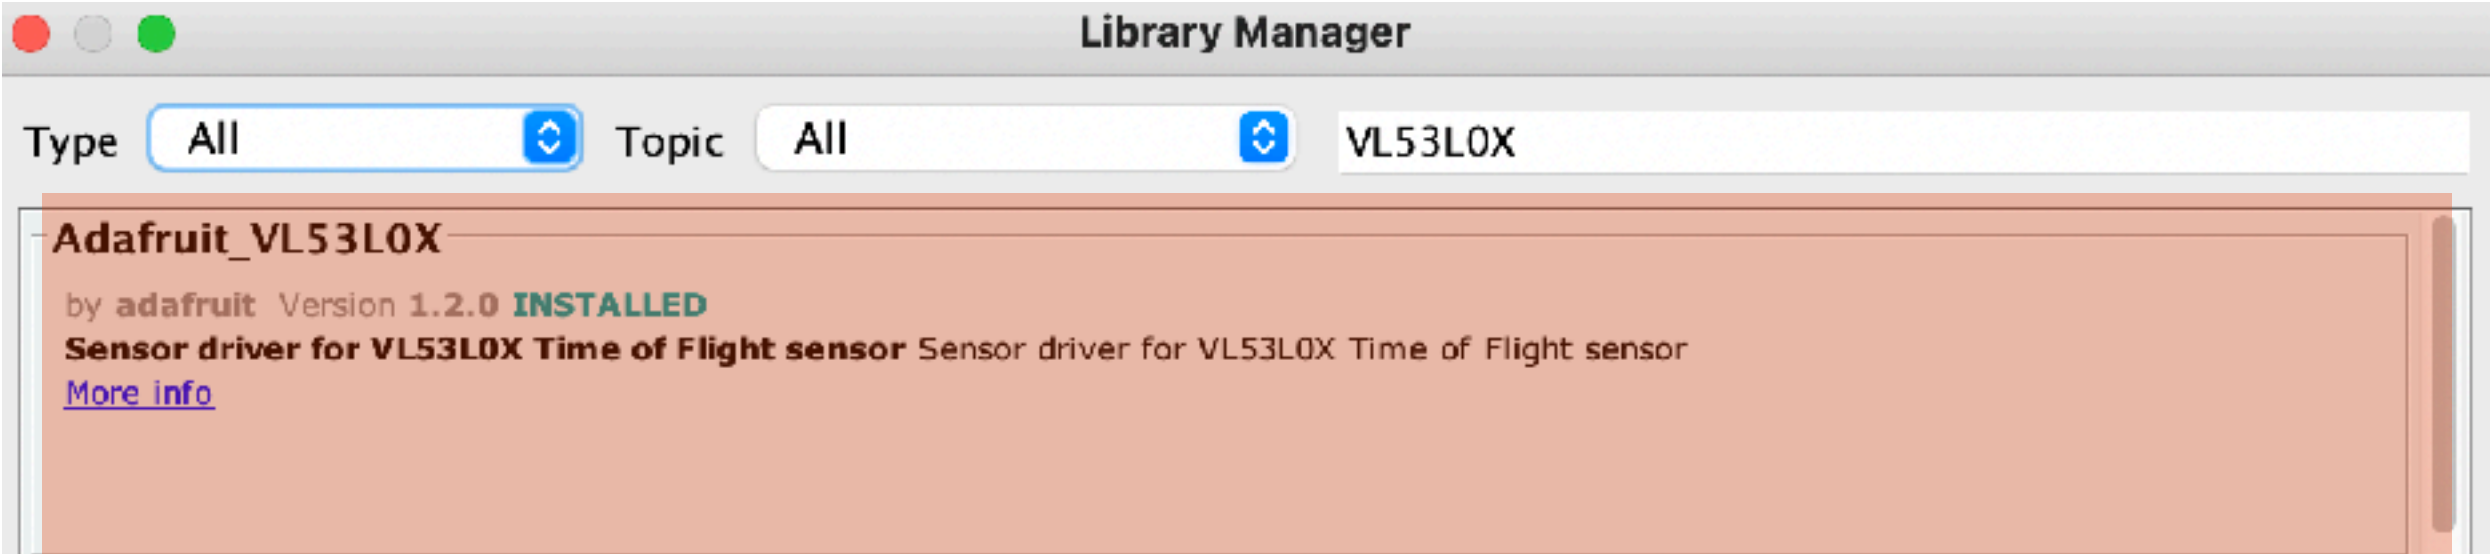 Library Manager
Type All Topic All VL53L0X
Adafruit_VL53L0X
by adafruit Version 1.2.0 INSTALLED
Sensor driver for VL53L0X Time of Flight sensor Sensor driver for VL53L0X Time of Flight sensor
More info